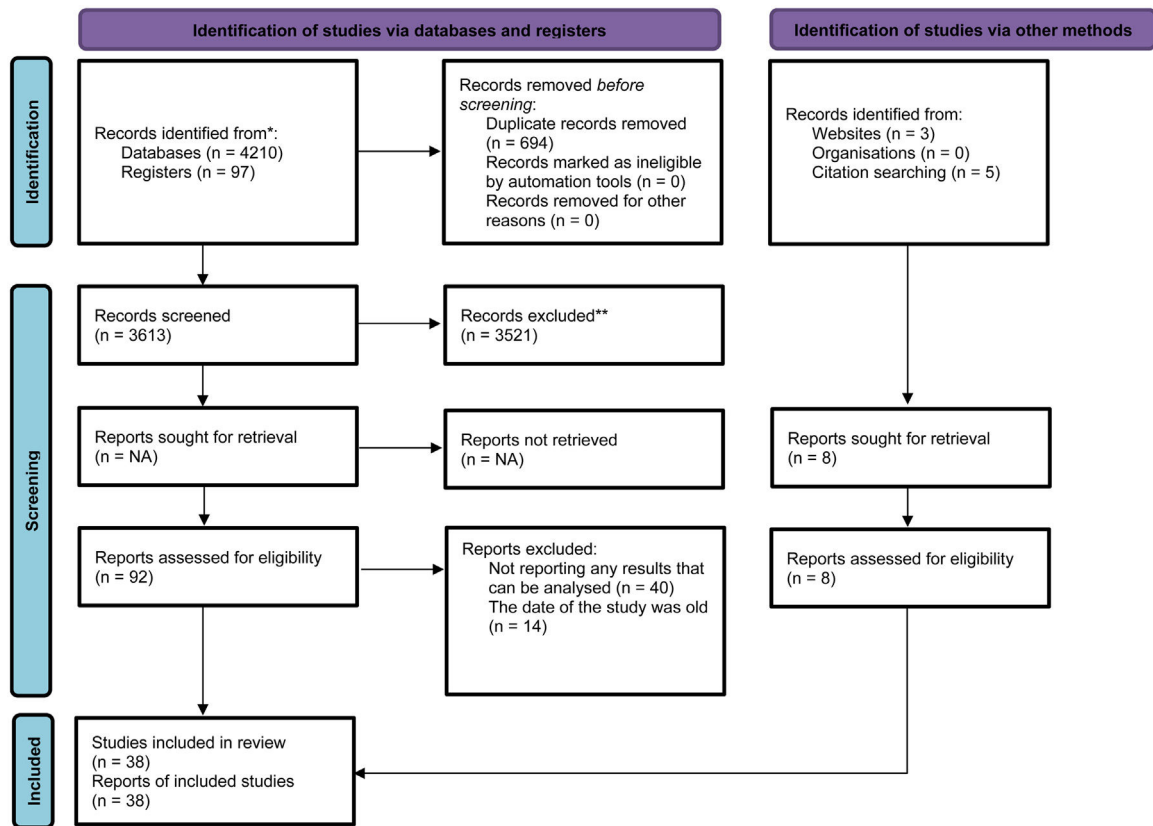 Identification of studies via databases and registers
Identification of studies via other methods
Identification
Records identified from*:
Databases (n = 4210)
Registers (n = 97)
Records removed before
screening:
Duplicate records removed
(n = 694)
Records marked as ineligible
by automation tools (n = 0)
Records removed for other
reasons (n = 0)
Records identified from:
Websites (n = 3)
Organisations (n = 0)
Citation searching (n = 5)
Screening
Records screened
(n = 3613)
Records excluded**
(n = 3521)
Reports sought for retrieval
(n = NA)
Reports not retrieved
(n = NA)
Reports sought for retrieval
(n = 8)
Reports assessed for eligibility
(n = 92)
Reports excluded:
Not reporting any results that
can be analysed (n = 40)
The date of the study was old
(n = 14)
Reports assessed for eligibility
(n = 8)
Included
Studies included in review
(n = 38)
Reports of included studies
(n = 38)